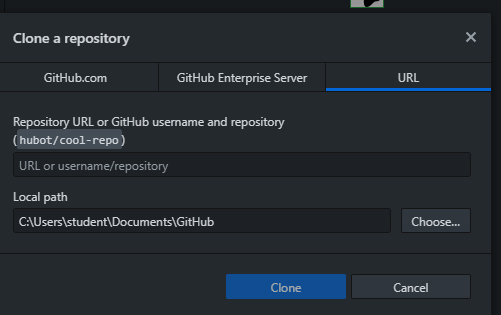 Clone a repository
GitHub.com
GitHub Enterprise Server
URL
Repository URL or GitHub username and repository
(hubot/cool-repo)
URL or username/repository
Local path
C:\Users\student\Documents\GitHub
Choose...
Clone
Cancel